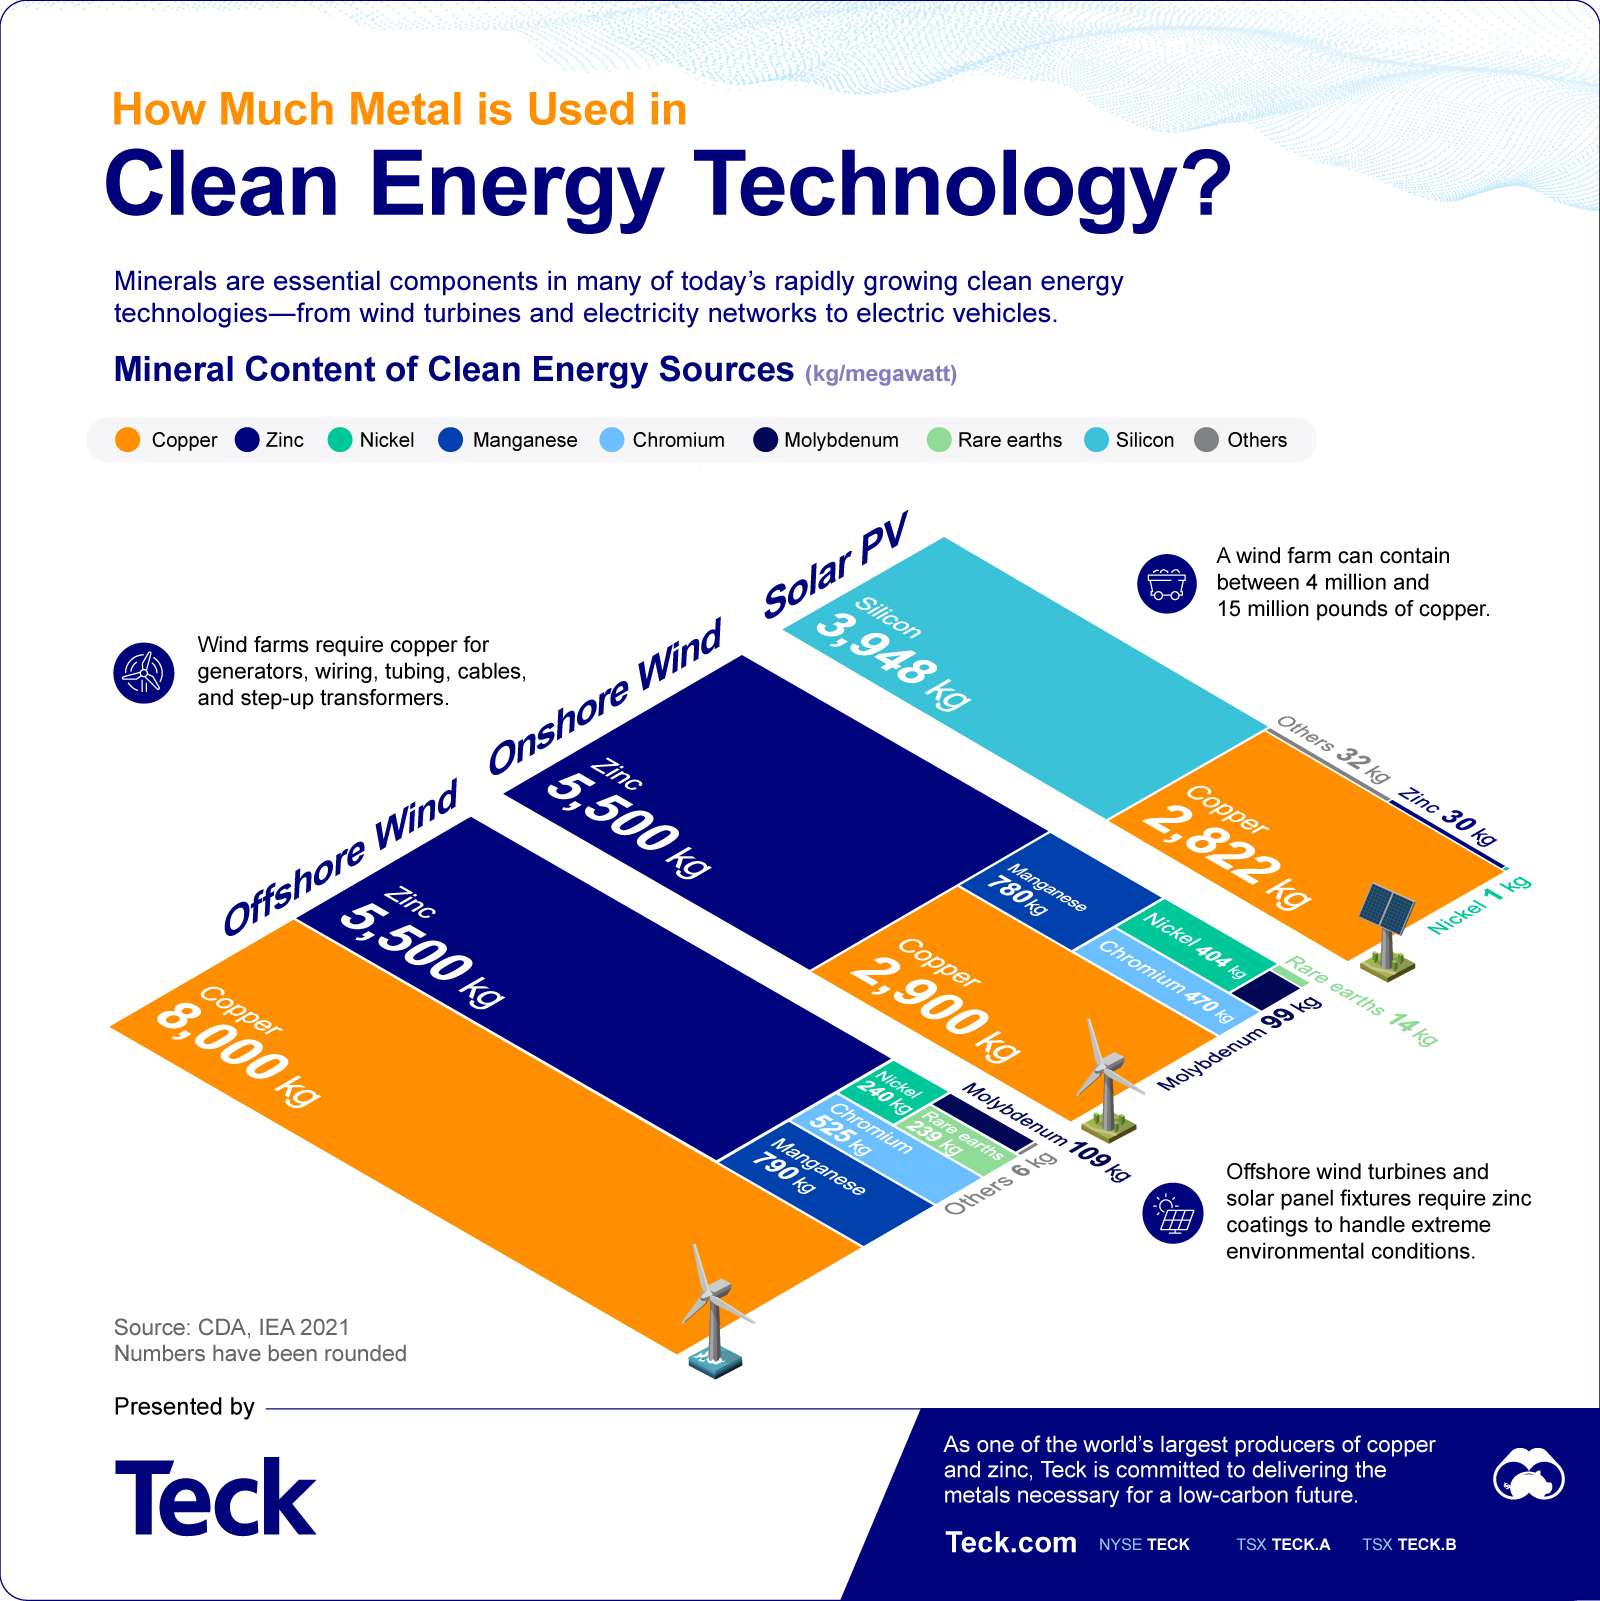 How Much Metal is Used in
Clean Energy Technology?
Minerals are essential components in many of today’s rapidly growing clean energy
technologies—from wind turbines and electricity networks to electric vehicles.
Mineral Content of Clean Energy Sources (kg/megawatt)
Copper Zinc Nickel Manganese Chromium Molybdenum Rare earths Silicon Others
Solar PV
Silicon
3,948 kg
Copper
2,822 kg
Others 32 kg
Zinc 30 kg
Nickel 1 kg
A wind farm can contain
between 4 million and
15 million pounds of copper.
Wind farms require copper for
generators, wiring, tubing, cables,
and step-up transformers.
Onshore Wind
Zinc
5,500 kg
Manganese
780kg
Copper
2,900 kg
Nickel 404 kg
Chromium 470 kg
Rare earths 14 kg
Molybdenum 99 kg
Offshore Wind
Zinc
5,500 kg
Copper
8,000 kg
Nickel
240 kg
Chromium
525 kg
Manganese
790 kg
Rare earths
239 kg
Molybdenum 109 kg
Others 6 kg
Offshore wind turbines and
solar panel fixtures require zinc
coatings to handle extreme
environmental conditions.
Source: CDA, IEA 2021
Numbers have been rounded
Presented by
Teck
As one of the world’s largest producers of copper
and zinc, Teck is committed to delivering the
metals necessary for a low-carbon future.
Teck.com NYSE TECK TSX TECK.A TSX TECK.B